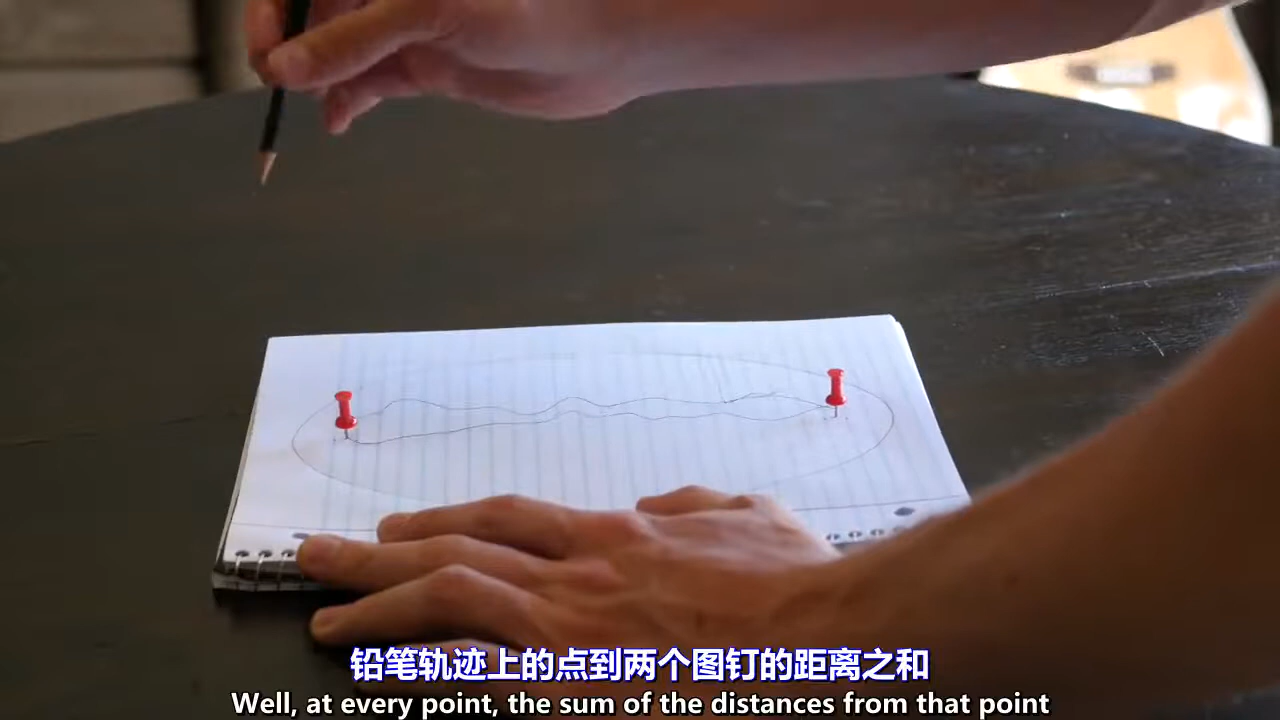 铅笔轨迹上的点到两个图钉的距离之和
Well, at every point, the sum of the distances from that point